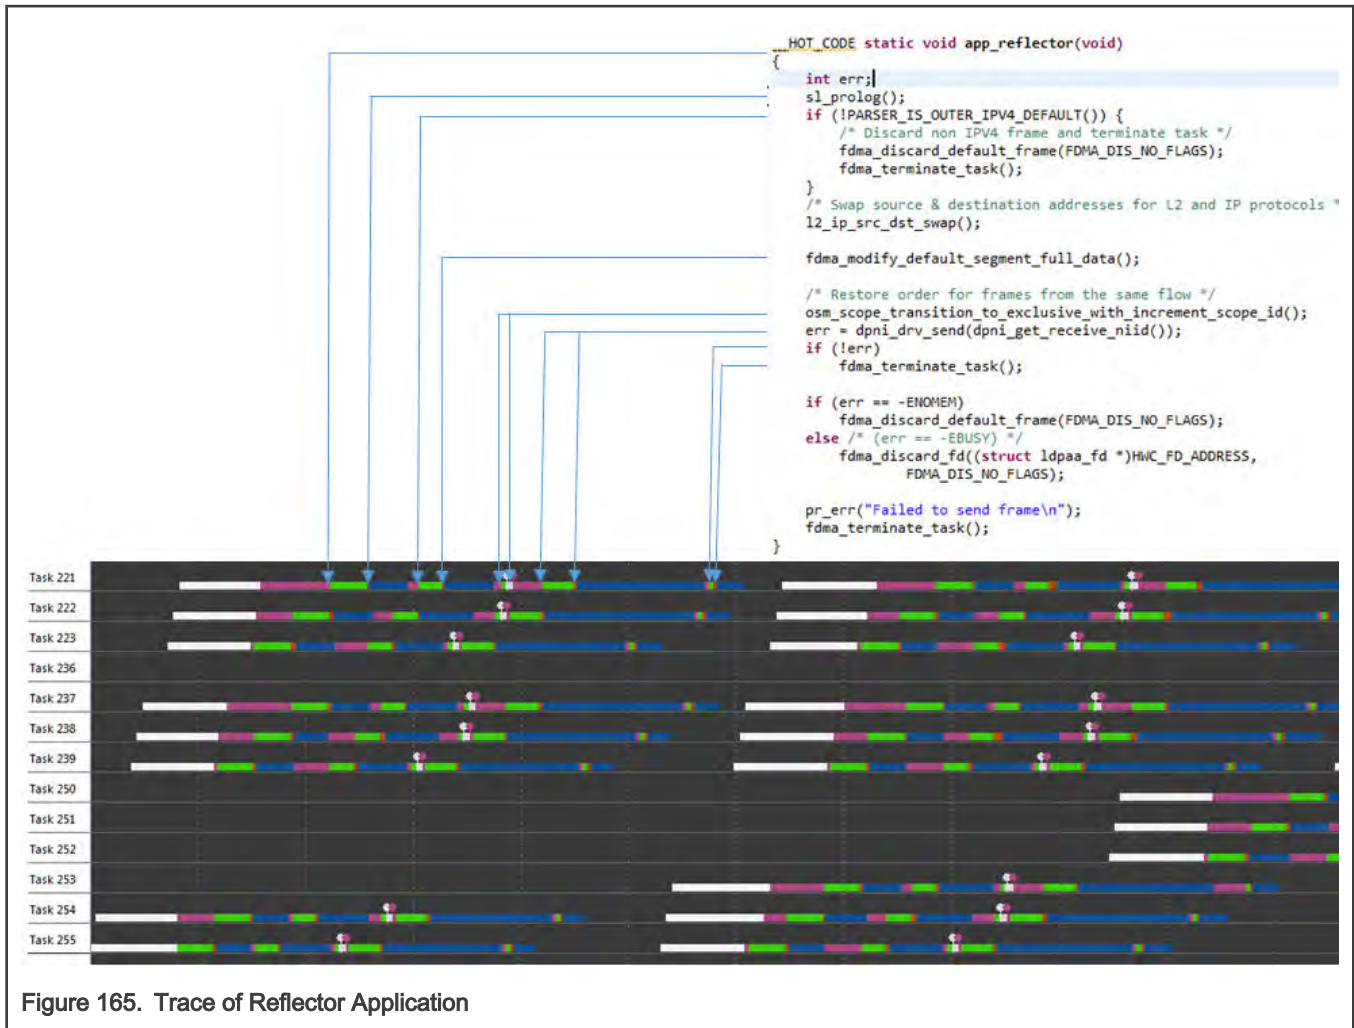 __HOT_CODE static void app_reflector(void)
{
int err;
sl_prolog();
if (!PARSER_IS_OUTER_IPV4_DEFAULT()) {
/* Discard non IPV4 frame and terminate task */
fdma_discard_default_frame(FDMA_DIS_NO_FLAGS);
fdma_terminate_task();
}
/* Swap source & destination addresses for L2 and IP protocols *
l2_ip_src_dst_swap();
fdma_modify_default_segment_full_data();
/* Restore order for frames from the same flow */
osm_scope_transition_to_exclusive_with_increment_scope_id();
err = dpni_drv_send(dpni_get_receive_niid());
if (!err)
fdma_terminate_task();
if (err == -ENOMEM)
fdma_discard_default_frame(FDMA_DIS_NO_FLAGS);
else /* (err == -EBUSY) */
fdma_discard_fd((struct ldpaa_fd *)HWC_FD_ADDRESS,
FDMA_DIS_NO_FLAGS);
pr_err("Failed to send frame\n");
fdma_terminate_task();
}
Task 221
Task 222
Task 223
Task 236
Task 237
Task 238
Task 239
Task 250
Task 251
Task 252
Task 253
Task 254
Task 255
Figure 165. Trace of Reflector Application